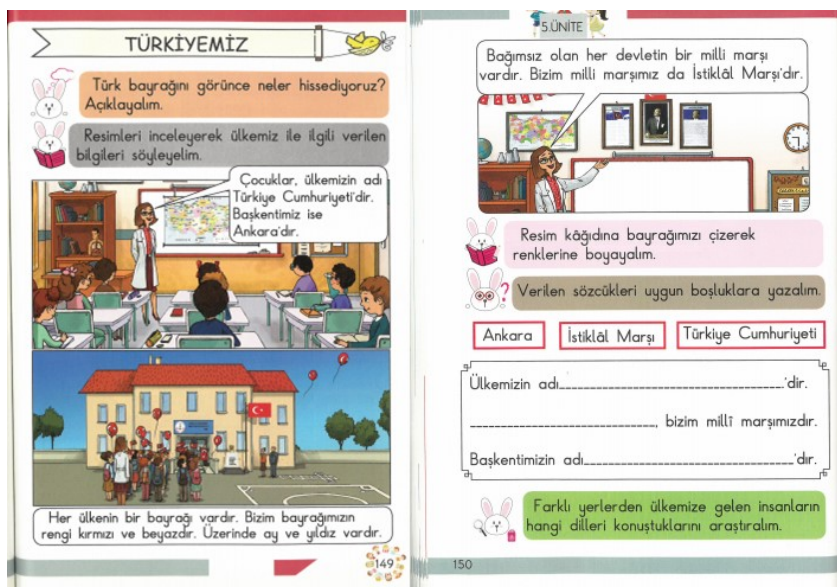 TÜRKİYEMİZ
Türk bayrağını görünce neler hissediyoruz?
Açıklayalım.
Resimleri inceleyerek ülkemiz ile ilgili verilen
bilgileri söyleyelim.
Çocuklar, ülkemizin adı
Türkiye Cumhuriyeti'dir.
Başkentimiz ise
Ankara'dır.
Her ülkenin bir bayrağı vardır. Bizim bayrağımızın
rengi kırmızı ve beyazdır. Üzerinde ay ve yıldız vardır.
149
5.ÜNİTE
Bağımsız olan her devletin bir milli marşı
vardır. Bizim milli marşımız da İstiklâl Marşı'dır.
Resim kâğıdına bayrağımızı çizerek
renklerine boyayalım.
Verilen sözcükleri uygun boşluklara yazalım.
Ankara
İstiklâl Marşı
Türkiye Cumhuriyeti
Ülkemizin adı______________________'dir.
______________________, bizim millî marşımızdır.
Başkentimizin adı______________________'dır.
Farklı yerlerden ülkemize gelen insanların
hangi dilleri konuştuklarını araştıralım.
150